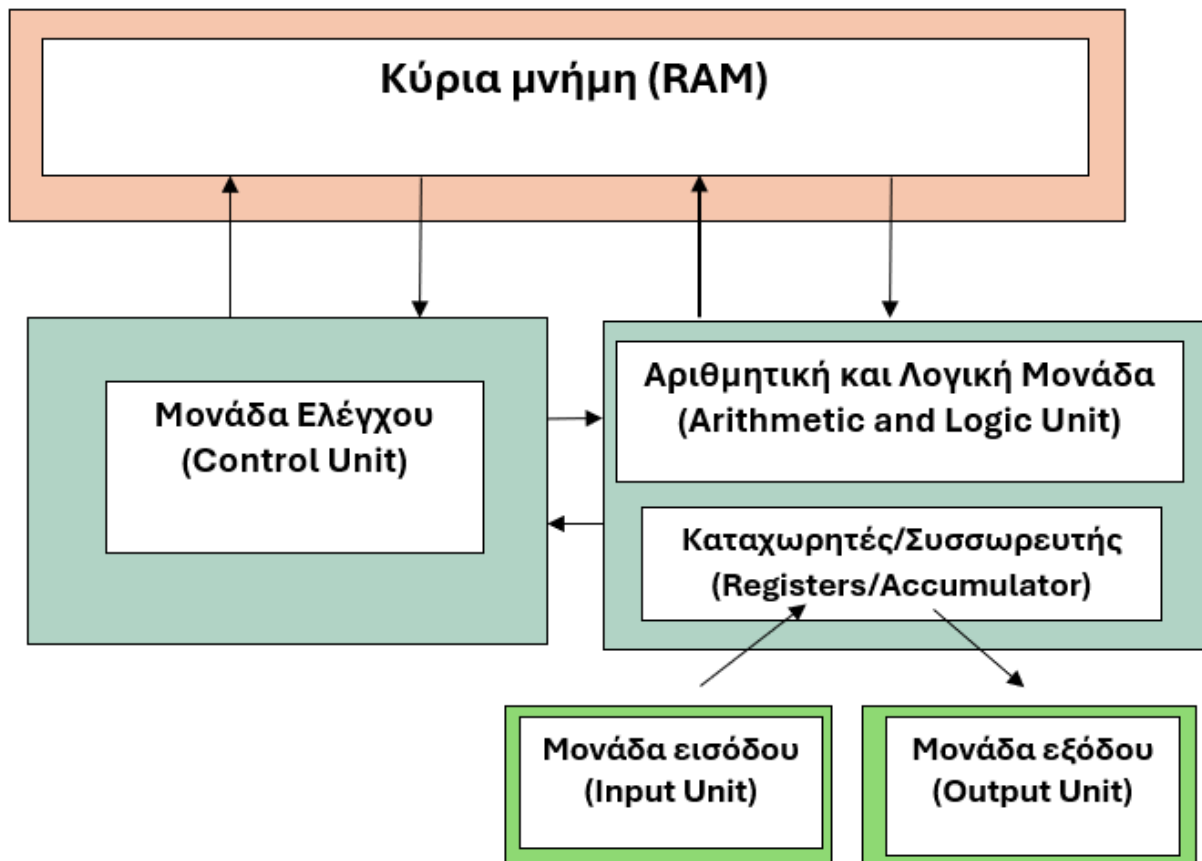 Κύρια μνήμη (RAM)
Μονάδα Ελέγχου
(Control Unit)
Αριθμητική και Λογική Μονάδα
(Arithmetic and Logic Unit)
Καταχωρητές/Συσσωρευτής
(Registers/Accumulator)
Μονάδα εισόδου
(Input Unit)
Μονάδα εξόδου
(Output Unit)